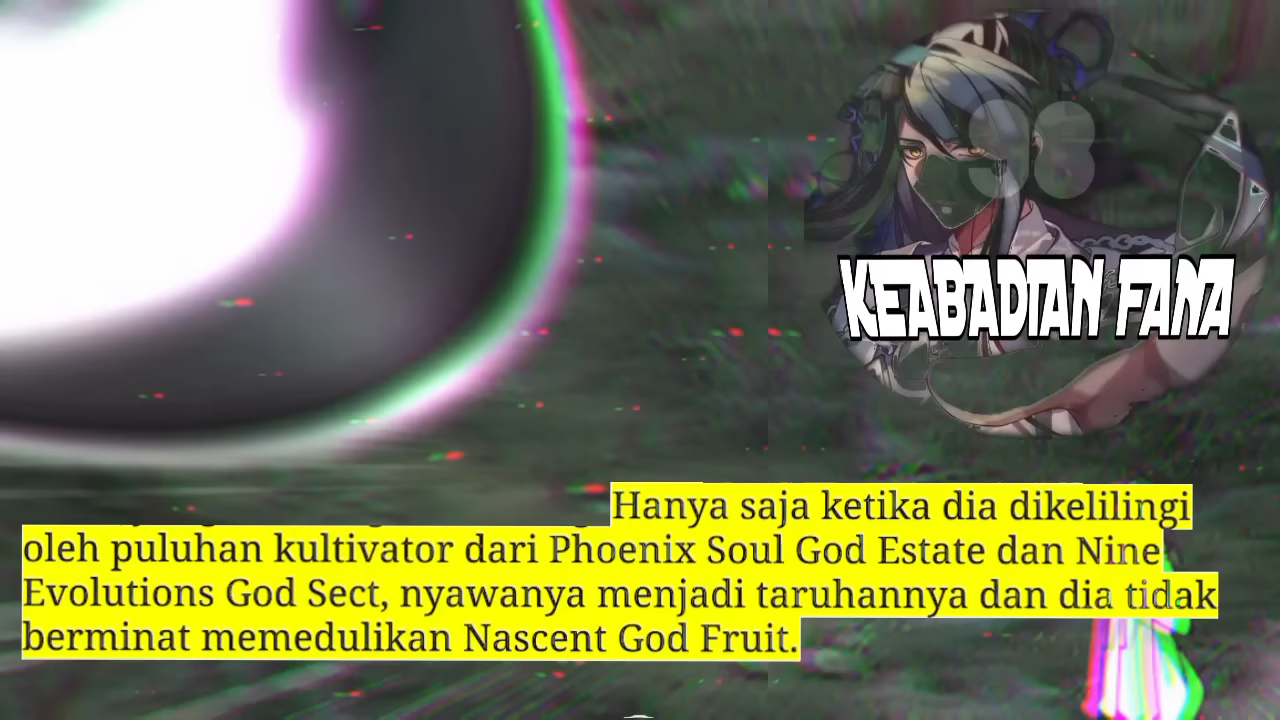 KEABADIAN FANA
Hanya saja ketika dia dikelilingi
oleh puluhan kultivator dari Phoenix Soul God Estate dan Nine
Evolutions God Sect, nyawanya menjadi taruhannya dan dia tidak
berminat memedulikan Nascent God Fruit.